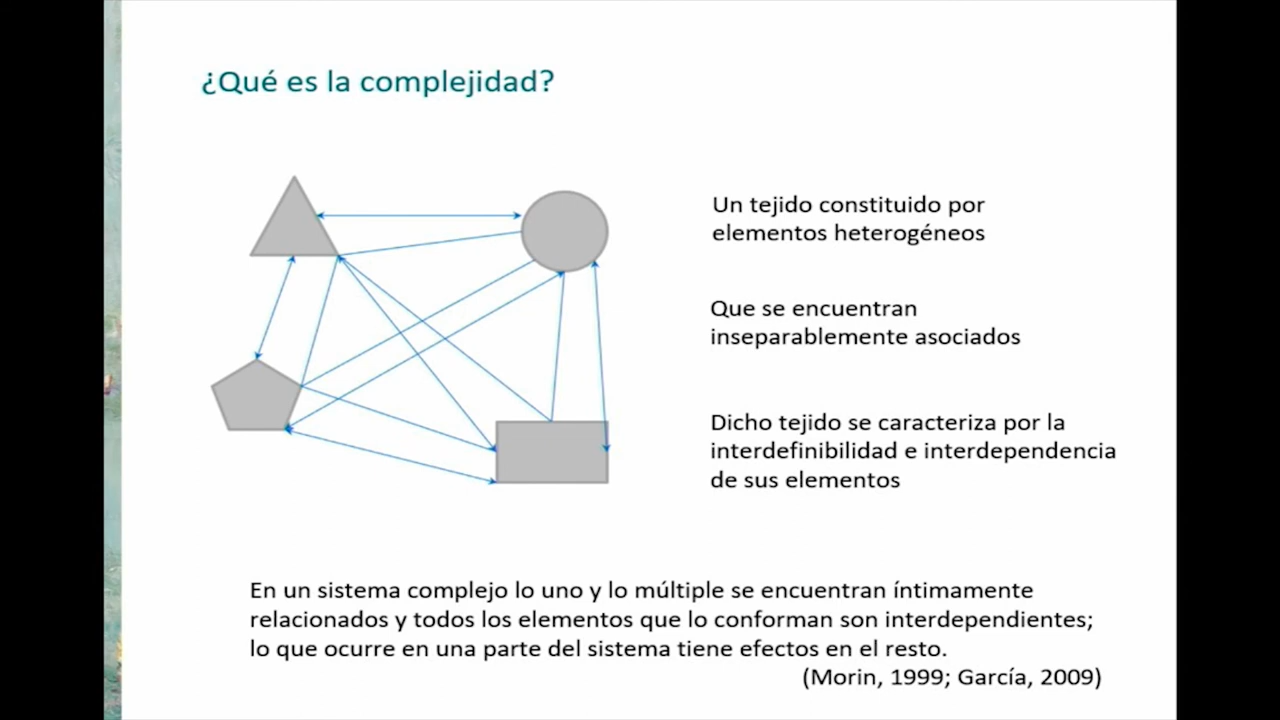 ¿Qué es la complejidad?
Un tejido constituido por
elementos heterogéneos
Que se encuentran
inseparablemente asociados
Dicho tejido se caracteriza por la
interdefinibilidad e interdependencia
de sus elementos
En un sistema complejo lo uno y lo múltiple se encuentran íntimamente
relacionados y todos los elementos que lo conforman son interdependientes;
lo que ocurre en una parte del sistema tiene efectos en el resto.
(Morin, 1999; García, 2009)